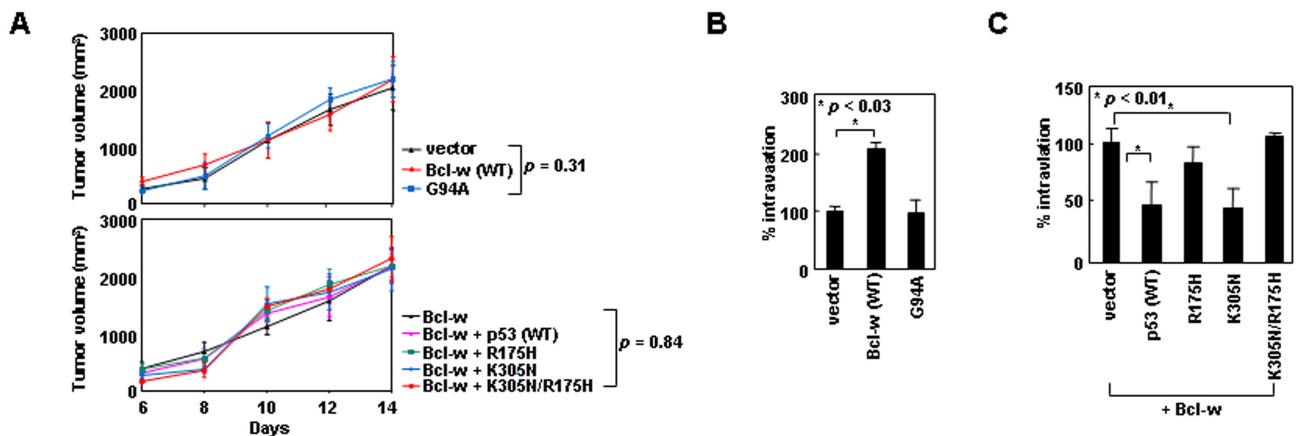 A
Tumor volume (mm²)
3000
2000
1000
0
vector
Bcl-w (WT)
G94A
p = 0.31
Tumor volume (mm²)
3000
2000
1000
0
6
8
10
12
14
Days
Bcl-w
Bcl-w + p53 (WT)
Bcl-w + R175H
Bcl-w + K305N
Bcl-w + K305N/R175H
p = 0.84
B
% intravaation
300
200
100
0
* p < 0.03
*
vector
Bcl-w (WT)
G94A
C
% intravlation
150
100
50
0
* p < 0.01
*
*
vector
p53 (WT)
R175H
K305N
K305N/R175H
+ Bcl-w